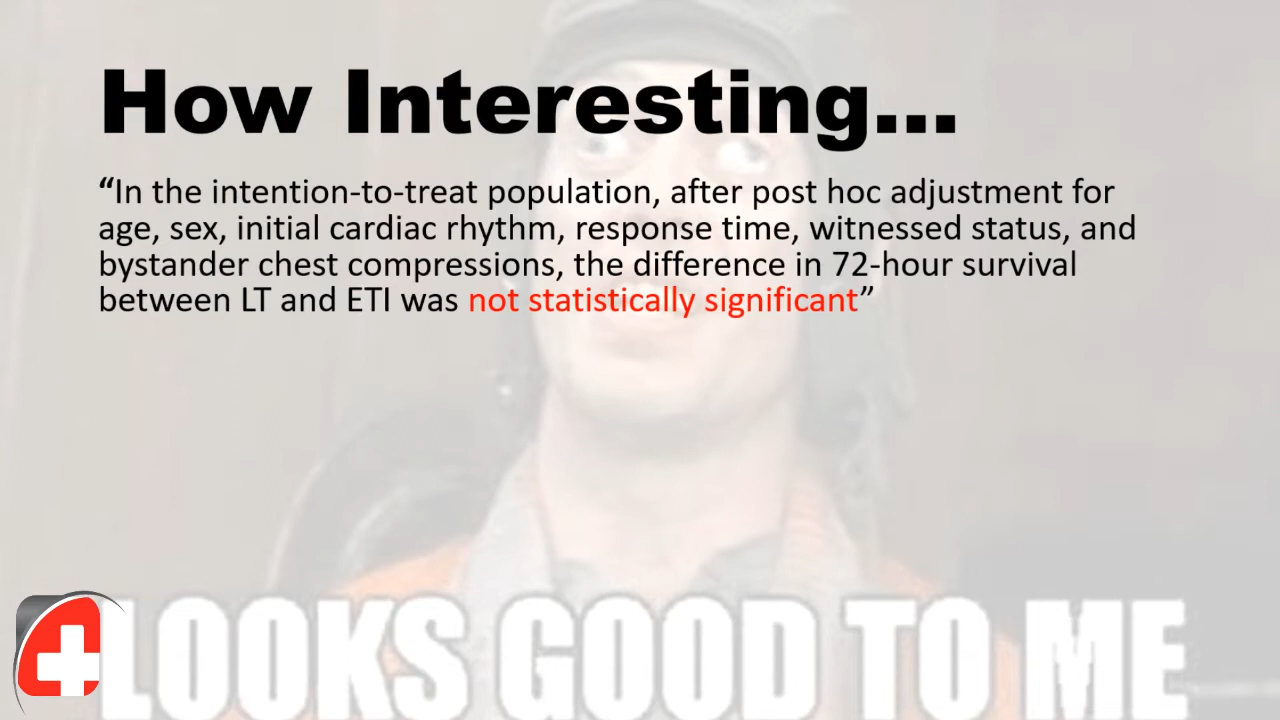 How Interesting...
“In the intention-to-treat population, after post hoc adjustment for
age, sex, initial cardiac rhythm, response time, witnessed status, and
bystander chest compressions, the difference in 72-hour survival
between LT and ETI was not statistically significant”
LOOKS GOOD TO ME